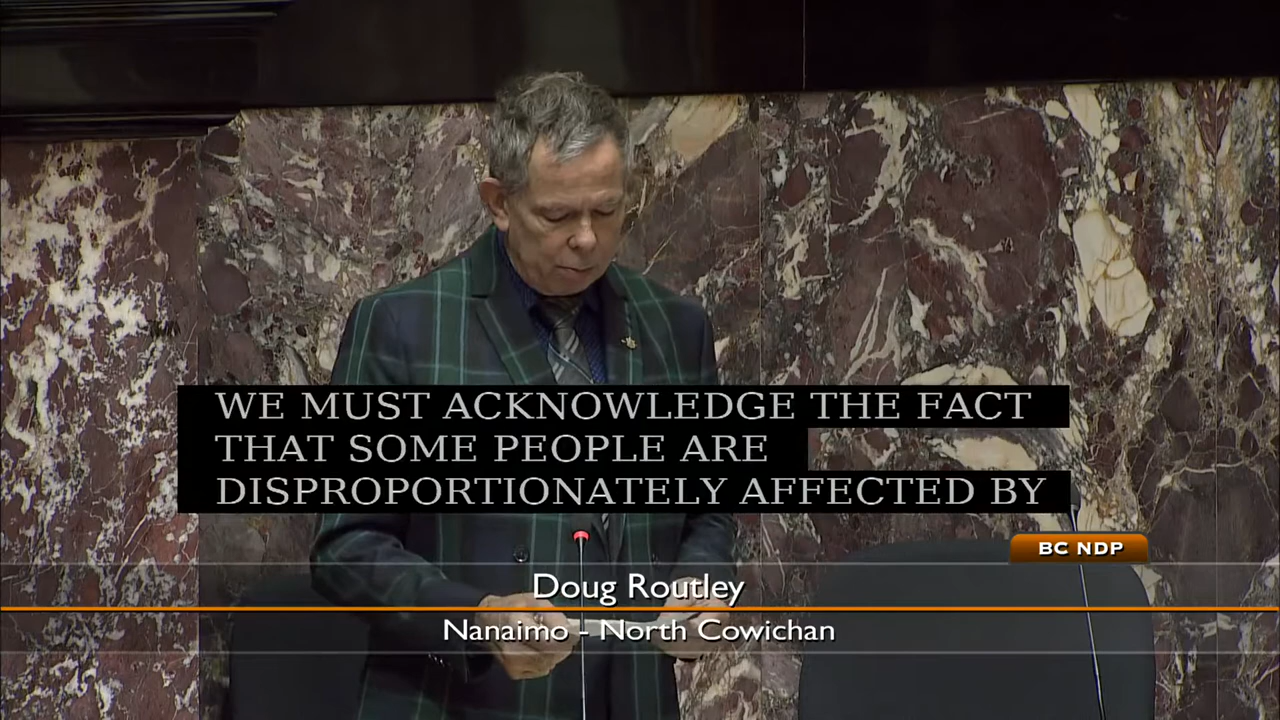 WE MUST ACKNOWLEDGE THE FACT
THAT SOME PEOPLE ARE
DISPROPORTIONATELY AFFECTED BY
BC NDP
Doug Routley
Nanaimo - North Cowichan